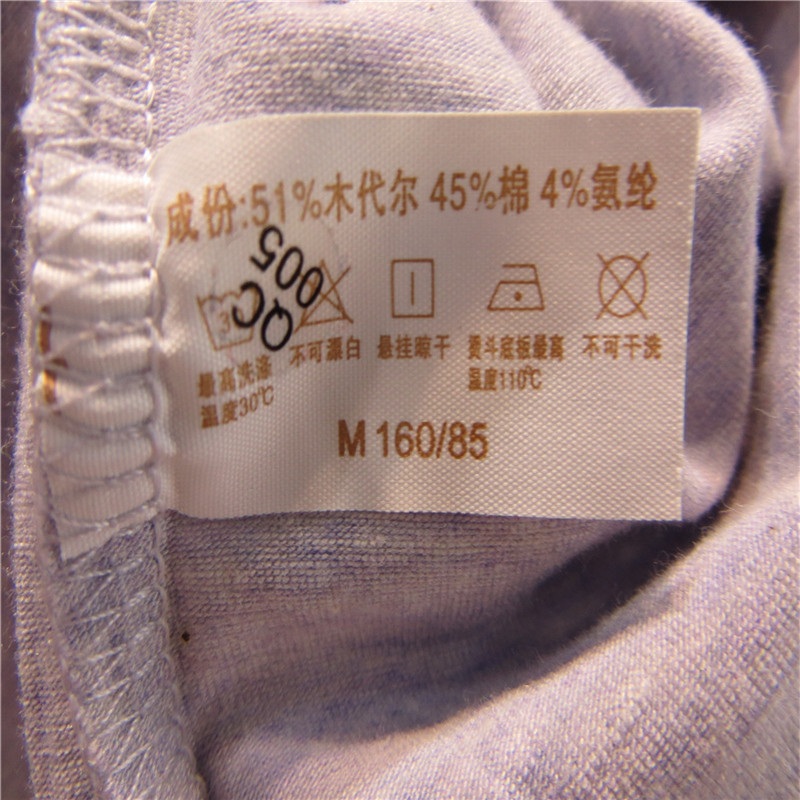 成份:51%木代尔 45%棉 4%氨纶
QC
005
30
最高洗涤
温度30℃
不可漂白
悬挂晾干
熨斗底板最高
温度110℃
不可干洗
M 160/85